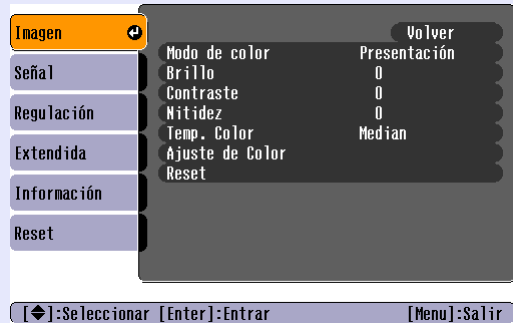 Imagen
Señal
Regulación
Extendida
Información
Reset
Volver
Modo de color Presentación
Brillo 0
Contraste 0
Nitidez 0
Temp. Color Median
Ajuste de Color
Reset
[◆]:Seleccionar [Enter]:Entrar [Menu]:Salir